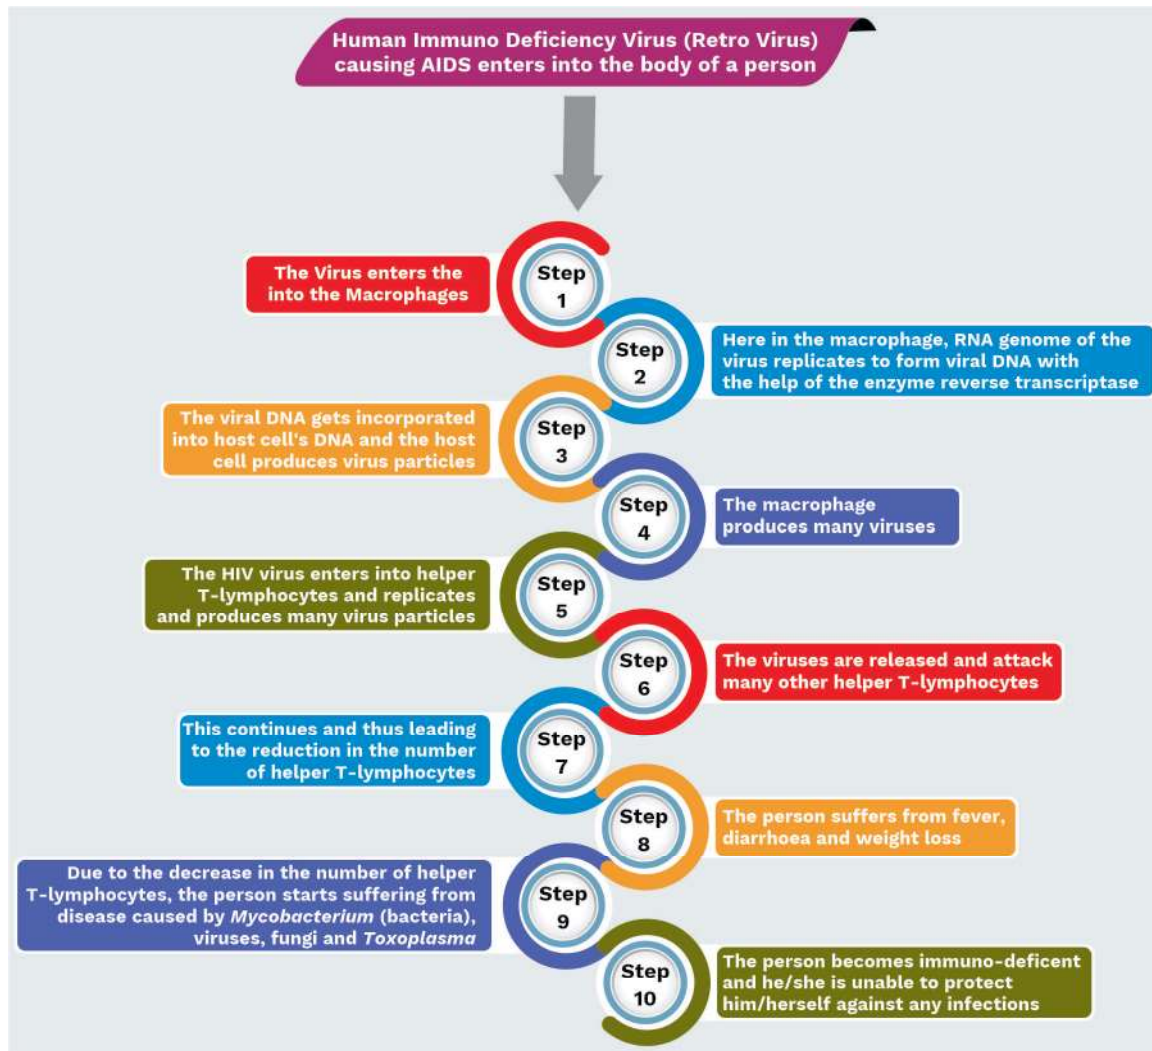 Human Immuno Deficiency Virus (Retro Virus)
causing AIDS enters into the body of a person
Step
1
The Virus enters the
into the Macrophages
Step
2
Here in the macrophage, RNA genome of the
virus replicates to form viral DNA with
the help of the enzyme reverse transcriptase
Step
3
The viral DNA gets incorporated
into host cell's DNA and the host
cell produces virus particles
Step
4
The macrophage
produces many viruses
Step
5
The HIV virus enters into helper
T-lymphocytes and replicates
and produces many virus particles
Step
6
The viruses are released and attack
many other helper T-lymphocytes
Step
7
This continues and thus leading
to the reduction in the number
of helper T-lymphocytes
Step
8
The person suffers from fever,
diarrhoea and weight loss
Step
9
Due to the decrease in the number of helper
T-lymphocytes, the person starts suffering from
disease caused by Mycobacterium (bacteria),
viruses, fungi and Toxoplasma
Step
10
The person becomes immuno-deficent
and he/she is unable to protect
him/herself against any infections